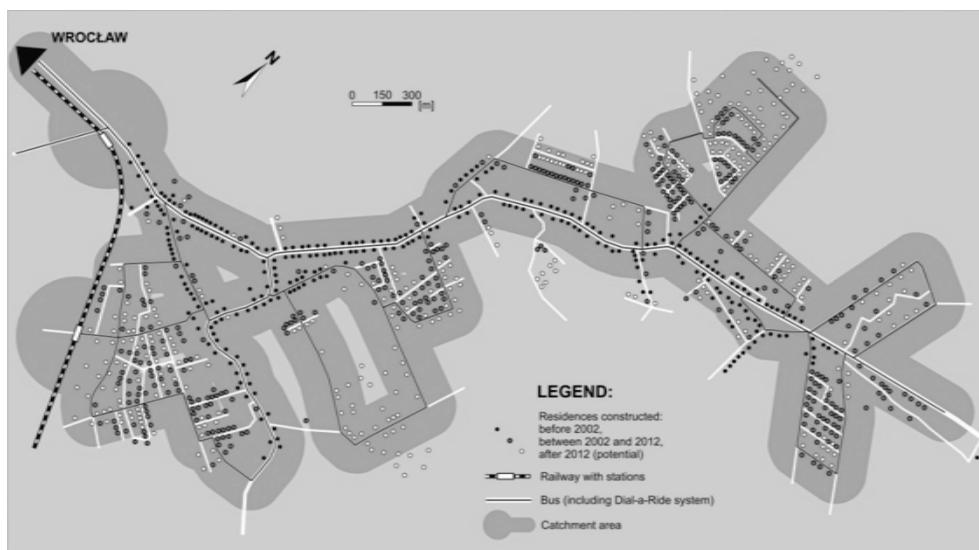 WROCŁAW
N
0 150 300
[m]
LEGEND:
Residences constructed:
before 2002,
between 2002 and 2012,
after 2012 (potential)
Railway with stations
Bus (including Dial-a-Ride system)
Catchment area